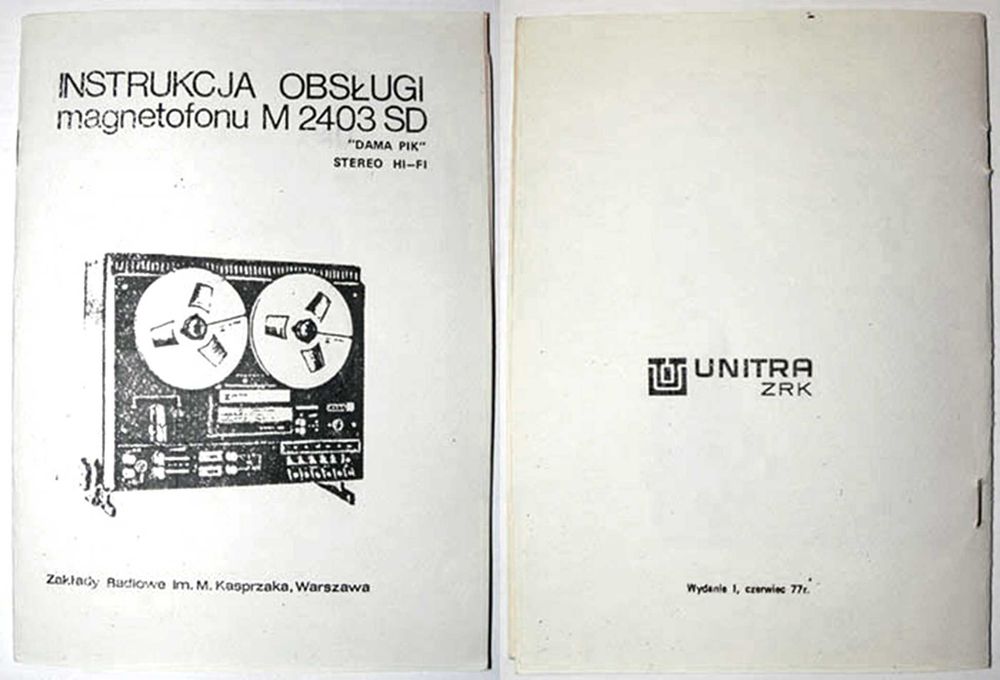 INSTRUKCJA OBSŁUGI
magnetofonu M 2403 SD
"DAMA PIK"
STEREO HI-FI
Zakłady Radiowe im. M. Kasprzaka, Warszawa
UNITRA
ZRK
Wydanie I, czerwiec 77r.